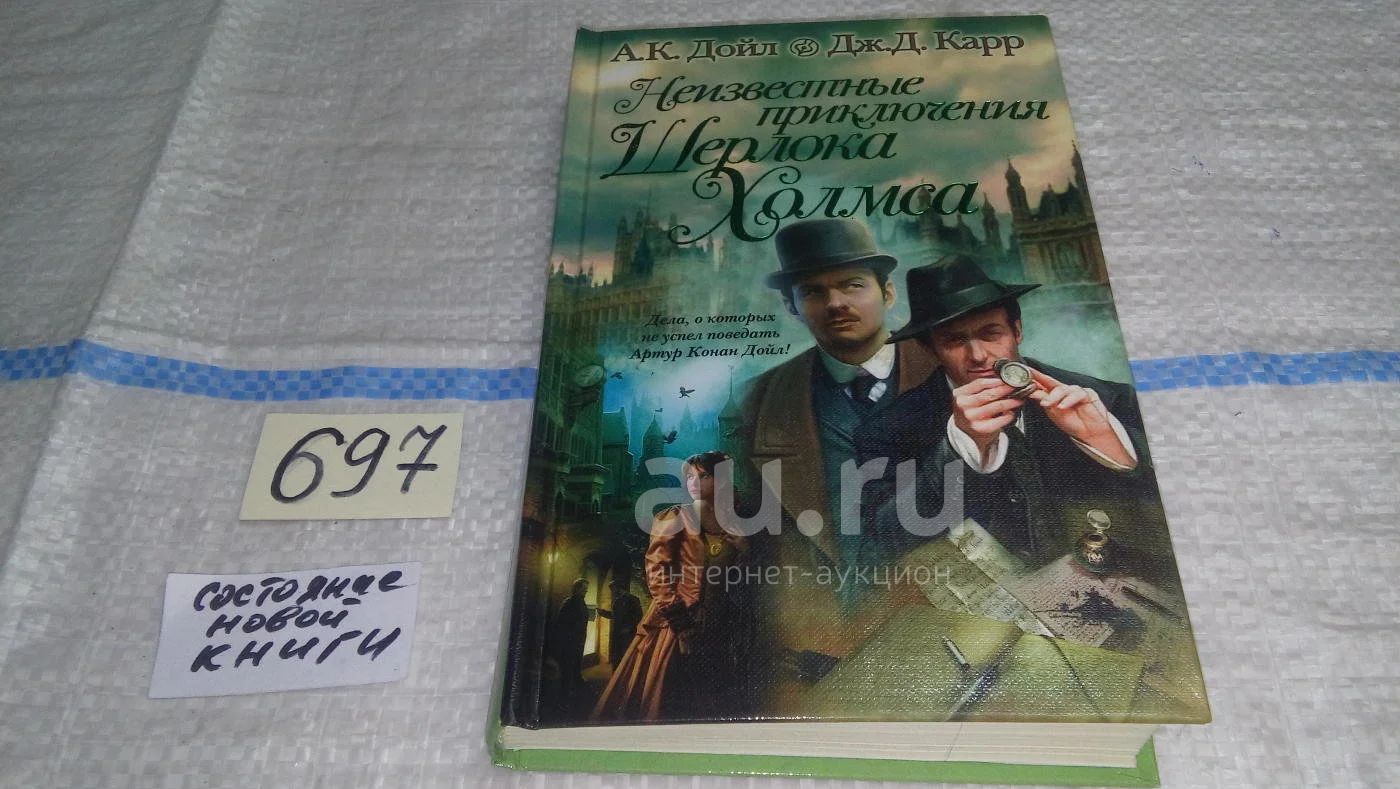 А.К. Дойл Дж.Д. Карр
Неизвестные
приключения
Шерлока
Холмса
Дела, о которых
не успел поведать
Артур Конан Дойл!
697
состояние
новой
книги
au.ru
интернет-аукцион